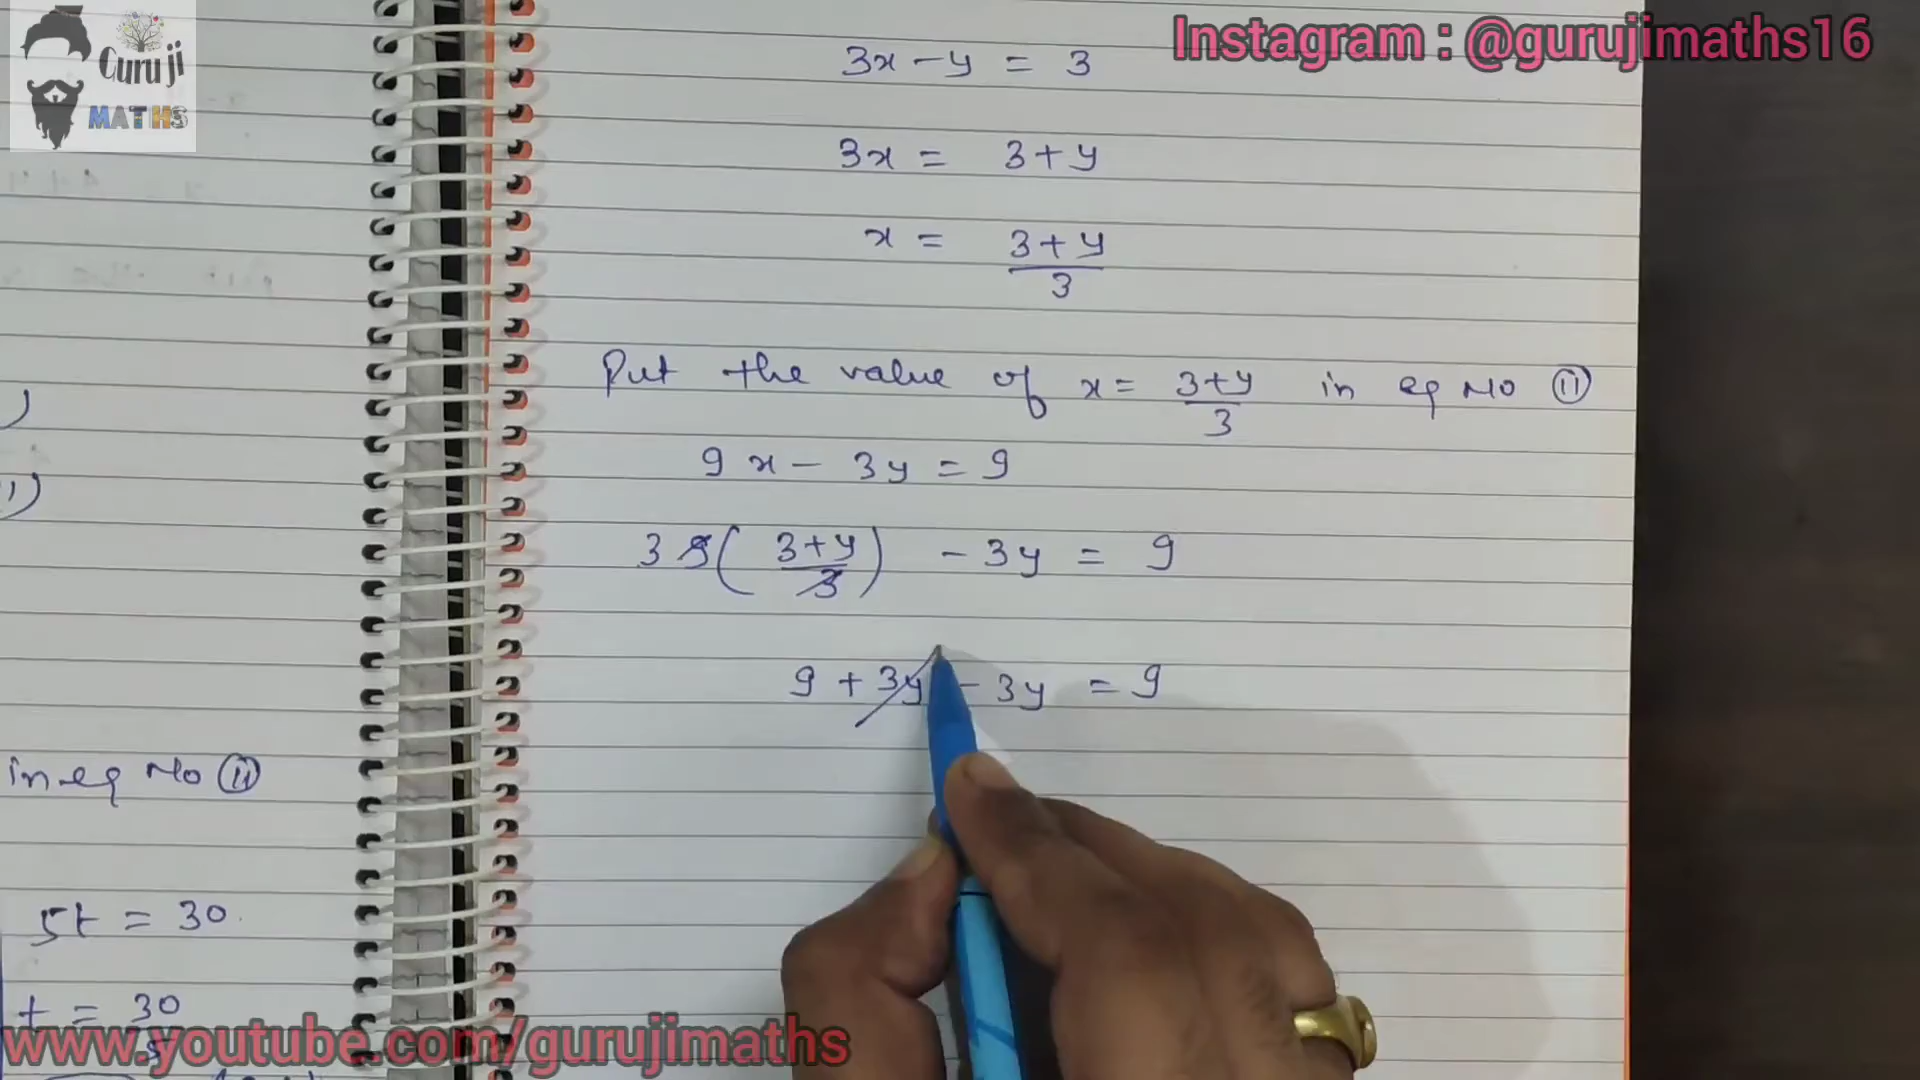 Guruji
MATHS
Instagram : @gurujimaths16
3x - y = 3
3x = 3+y
x = 3+y
3
Put the value of x = 3+y in eq No (ii)
3
9x - 3y = 9
3 9( 3+y ) - 3y = 9
3
9 + 3y - 3y = 9
in eq No (ii)
5t = 30
t = 30
5
www.youtube.com/gurujimaths